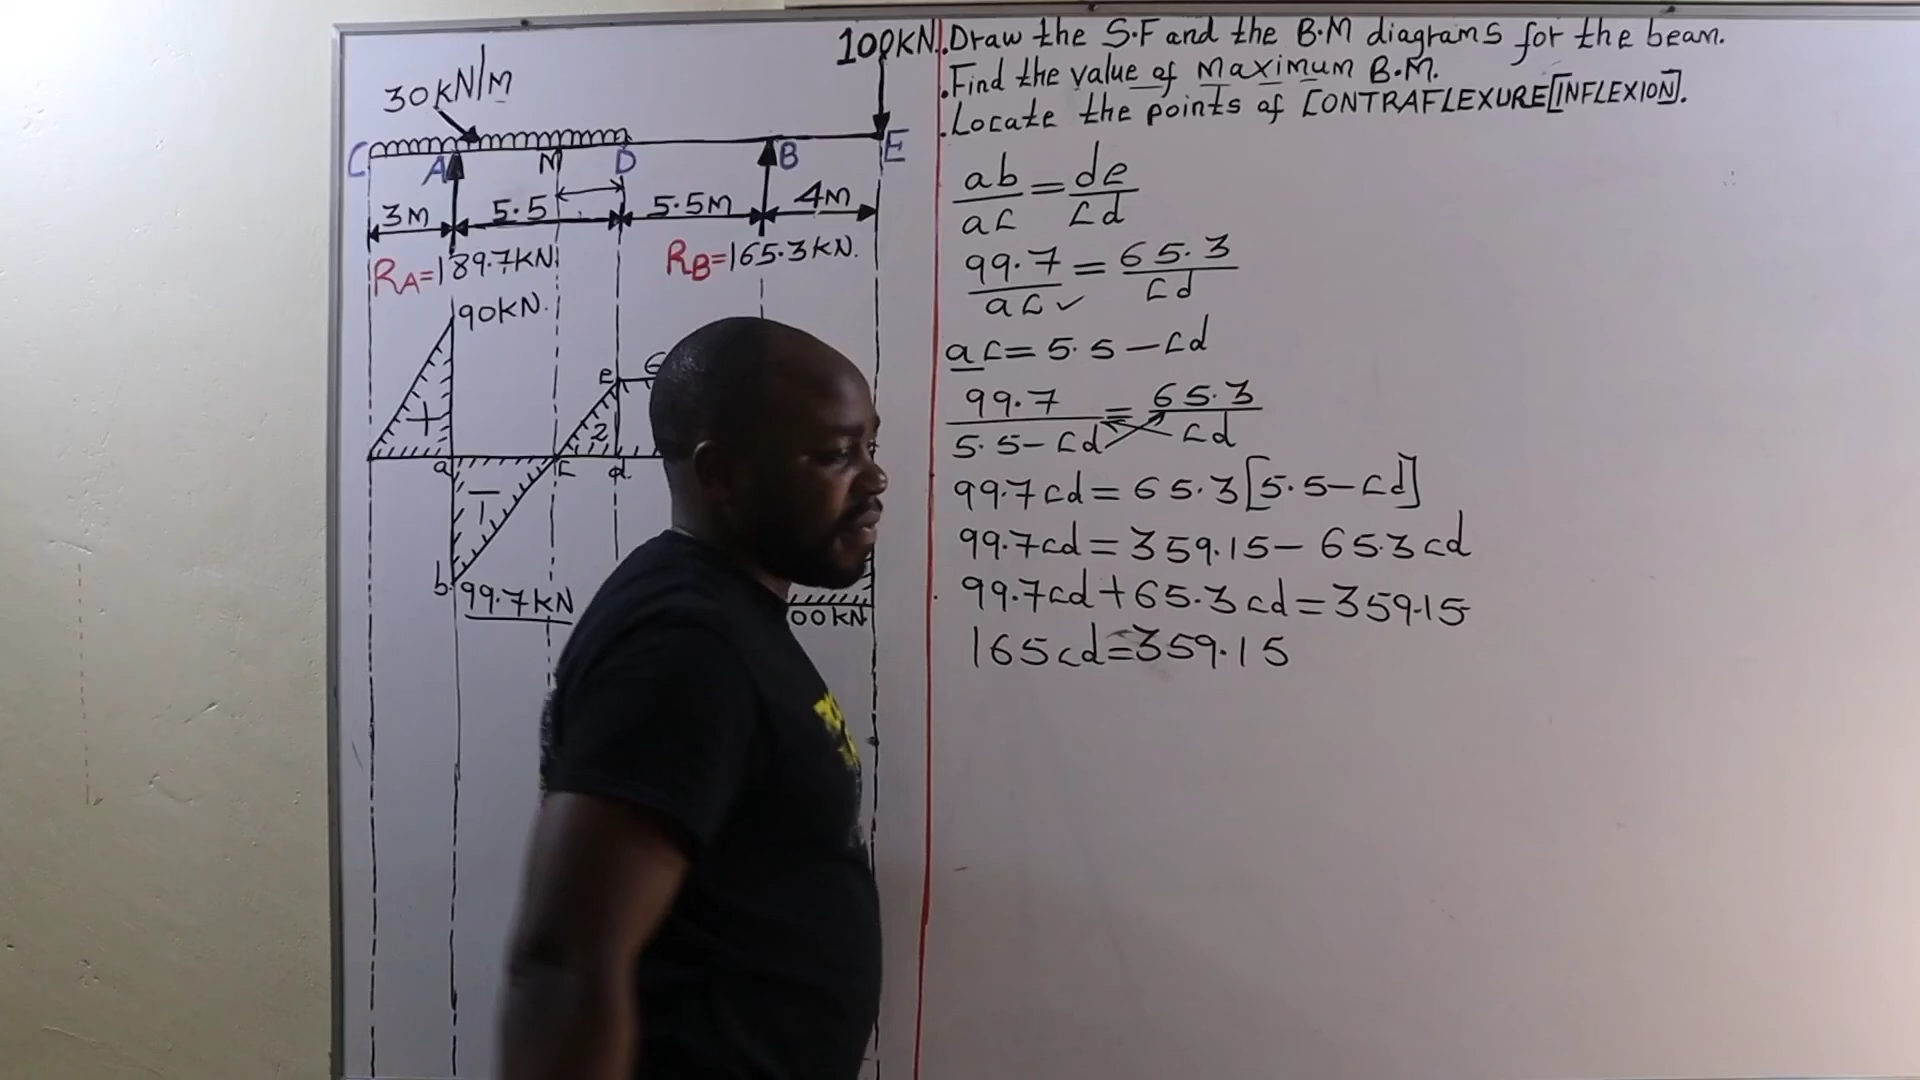 100KN
.Draw the S.F and the B.M diagrams for the beam.
.Find the value of maximum B.M.
.Locate the points of CONTRAFLEXURE[INFLEXION].
30KN/M
C A M D B E
3M 5.5 5.5M 4M
RA=189.7KN
RB=165.3KN.
90KN.
+
e 6
2
a c d
-
b 99.7KN
00KN
ab/ac = de/cd
99.7/ac ✓ = 65.3/cd
ac = 5.5 - cd
99.7/5.5-cd = 65.3/cd
99.7cd = 65.3[5.5-cd]
99.7cd = 359.15 - 65.3cd
99.7cd + 65.3cd = 359.15
165cd = 359.15